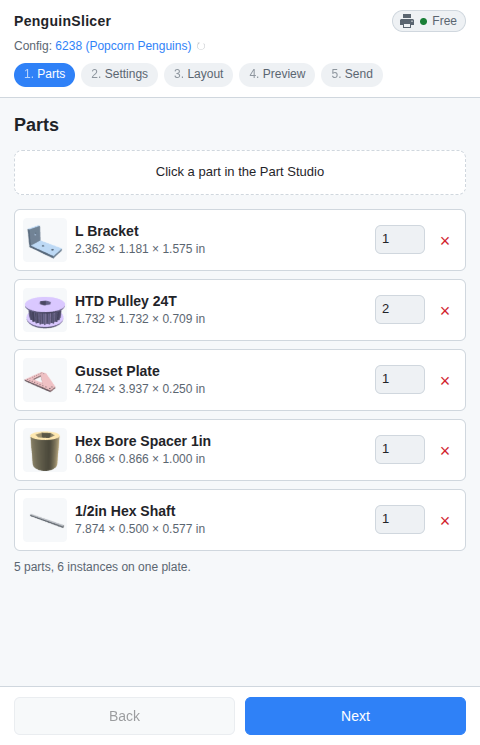 PenguinSlicer
Free
Config: 6238 (Popcorn Penguins)
1. Parts
2. Settings
3. Layout
4. Preview
5. Send
Parts
Click a part in the Part Studio
L Bracket
2.362 × 1.181 × 1.575 in
1
×
HTD Pulley 24T
1.732 × 1.732 × 0.709 in
2
×
Gusset Plate
4.724 × 3.937 × 0.250 in
1
×
Hex Bore Spacer 1in
0.866 × 0.866 × 1.000 in
1
×
1/2in Hex Shaft
7.874 × 0.500 × 0.577 in
1
×
5 parts, 6 instances on one plate.
Back
Next